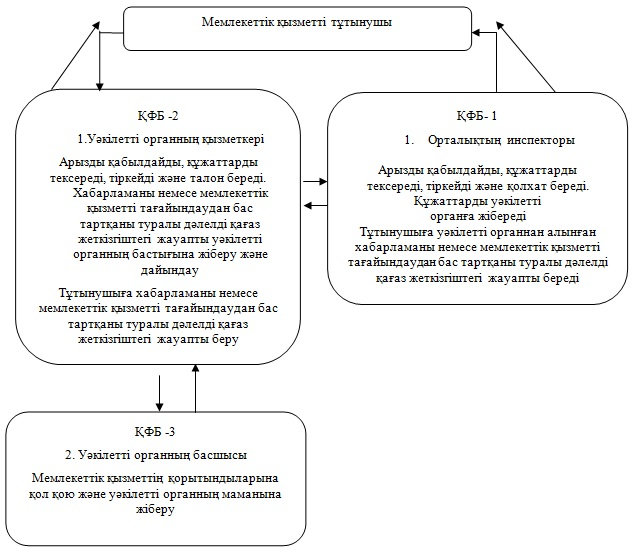 Мемлекеттік қызметті тұтынушы
ҚФБ -2
1.Уәкілетті органның қызметкері
Арызды қабылдайды, құжаттарды
тексереді, тіркейді және талон береді.
Хабарламаны немесе мемлекеттік
қызметті тағайындаудан бас
тартқаны туралы дәлелді қағаз
жеткізгіштегі жауапты уәкілетті
органның бастығына жіберу және
дайындау
Тұтынушыға хабарламаны немесе
мемлекеттік қызметті тағайындаудан бас
тартқаны туралы дәлелді қағаз
жеткізгіштегі жауапты беру
ҚФБ- 1
1. Орталықтың инспекторы
Арызды қабылдайды, құжаттарды
тексереді, тіркейді және қолхат береді.
Құжаттарды уәкілетті
органға жібереді
Тұтынушыға уәкілетті органнан алынған
хабарламаны немесе мемлекеттік қызметті
тағайындаудан бас тартқаны туралы дәлелді
қағаз жеткізгіштегі жауапты береді
ҚФБ -3
2. Уәкілетті органның басшысы
Мемлекеттік қызметтің қорытындыларына
қол қою және уәкілетті органның маманына
жіберу